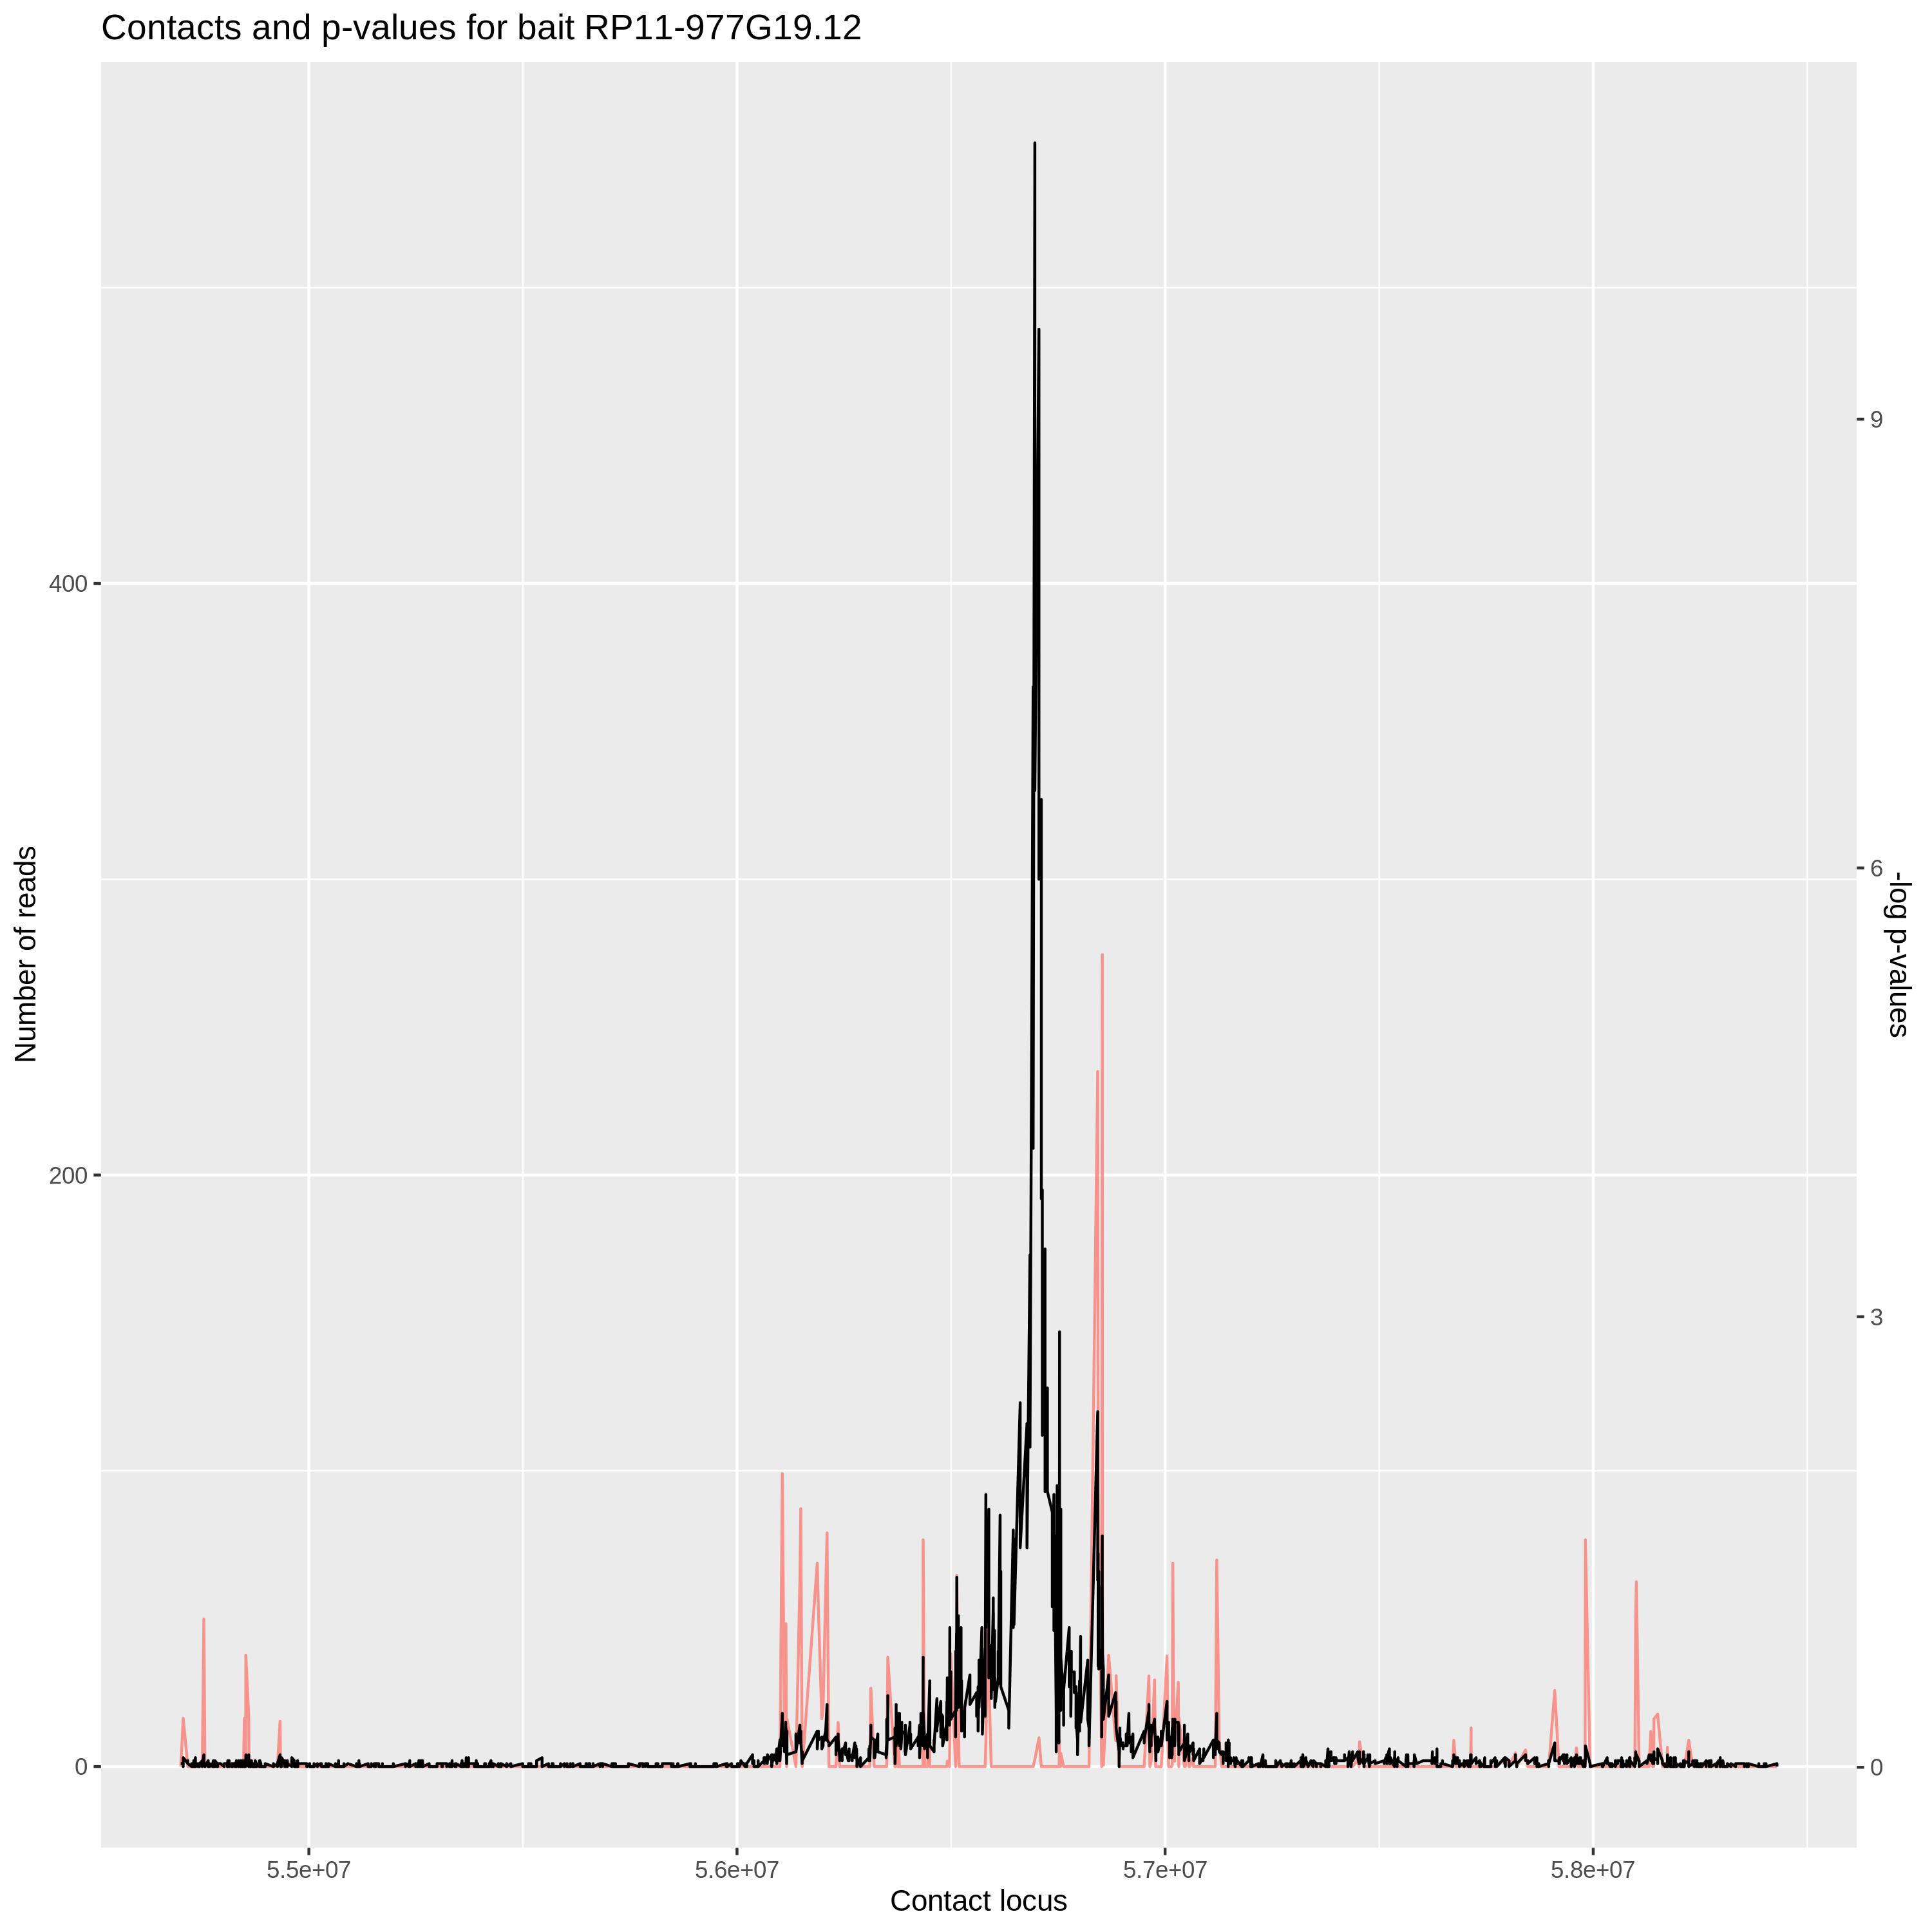 Contacts and p-values for bait RP11-977G19.12
Number of reads
400
200
0
9
6
3
0
-log p-values
5.5e+07
5.6e+07
5.7e+07
5.8e+07
Contact locus